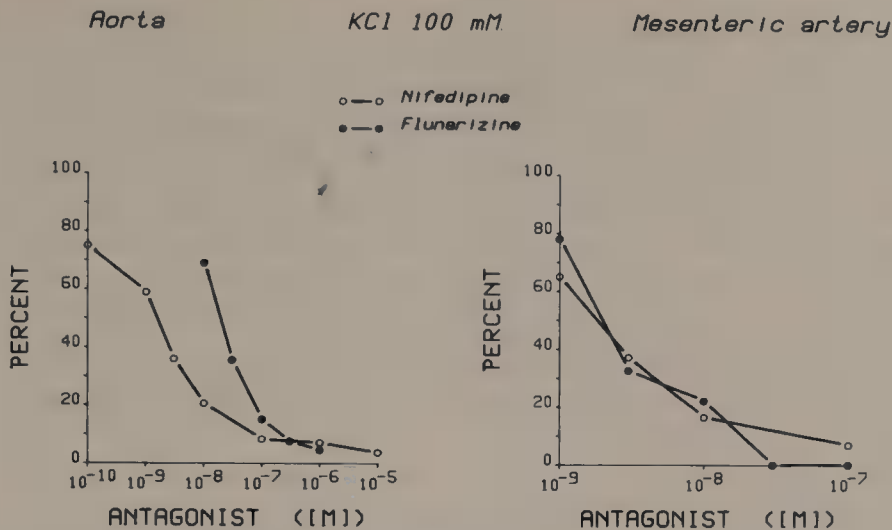 Aorta
KCl 100 mM
Mesenteric artery
o—o Nifedipine
●—● Flunarizine
100
80
60
40
20
0
PERCENT
10⁻¹⁰ 10⁻⁹ 10⁻⁸ 10⁻⁷ 10⁻⁶ 10⁻⁵
ANTAGONIST ([M])
100
80
60
40
20
0
PERCENT
10⁻⁹ 10⁻⁸ 10⁻⁷
ANTAGONIST ([M])